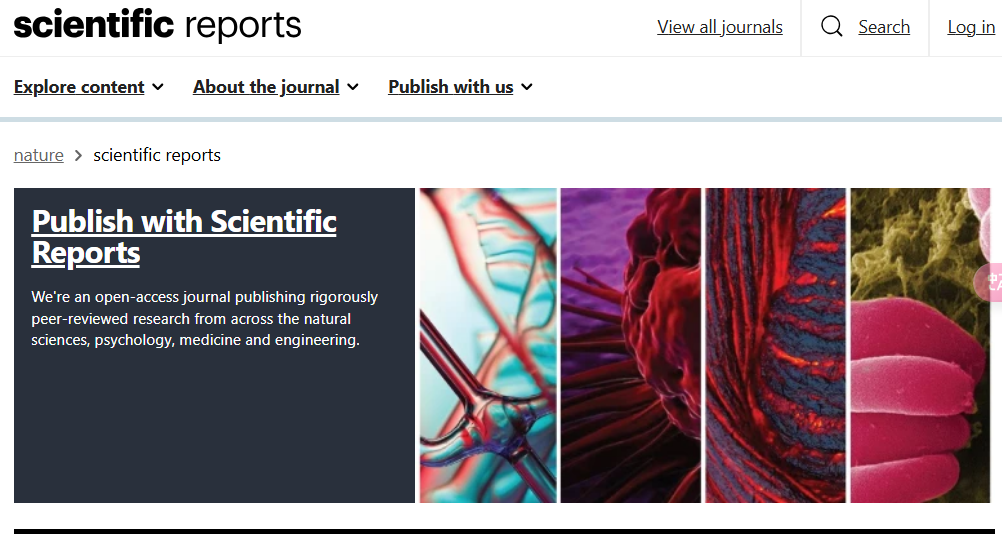 scientific reports
View all journals
Search
Log in
Explore content
About the journal
Publish with us
nature
scientific reports
Publish with Scientific
Reports
We're an open-access journal publishing rigorously
peer-reviewed research from across the natural
sciences, psychology, medicine and engineering.